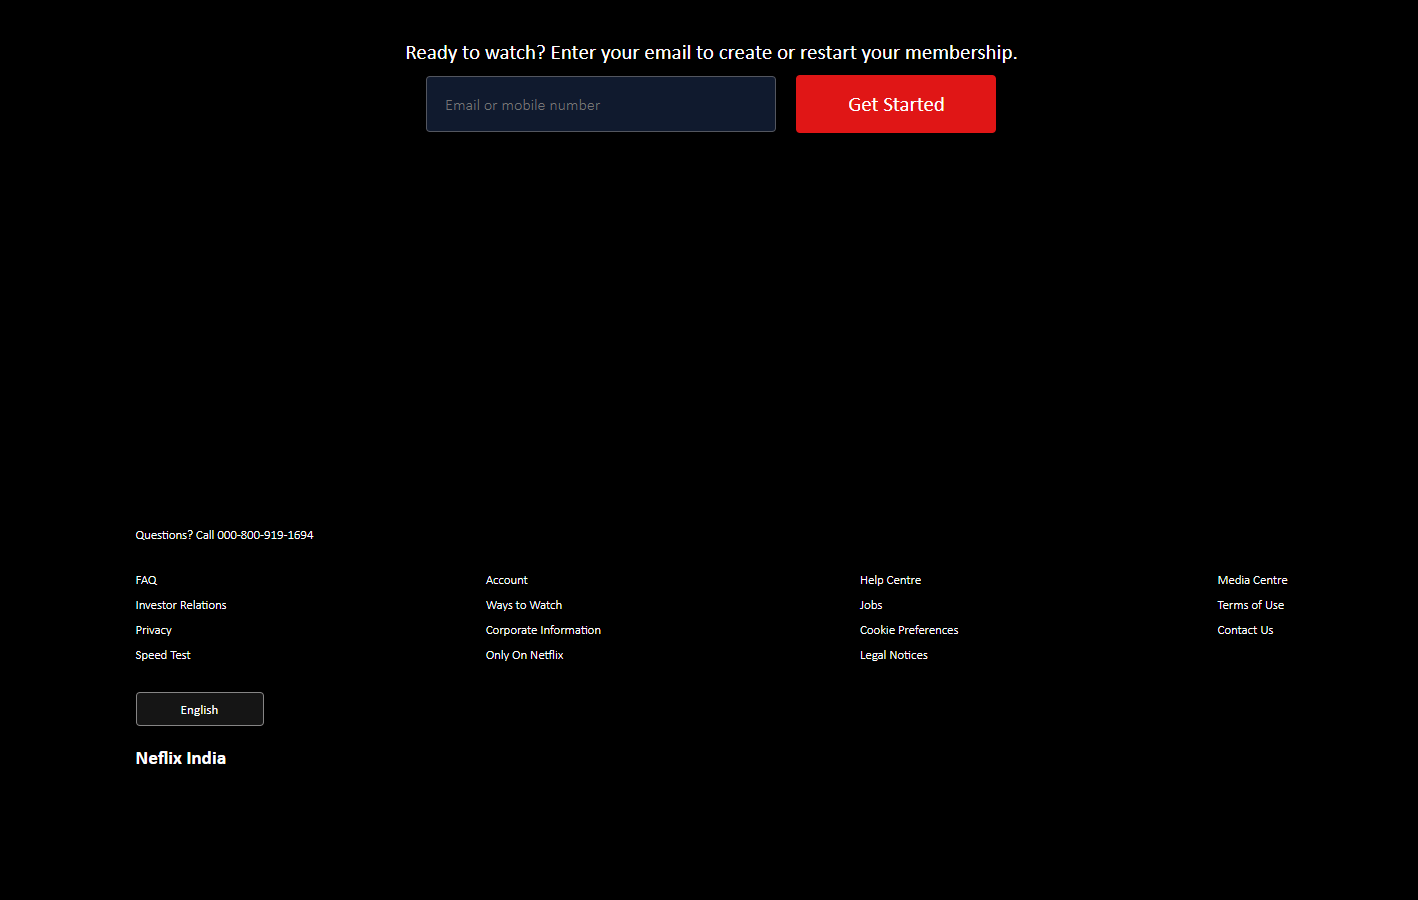 Ready to watch? Enter your email to create or restart your membership.
Email or mobile number
Get Started
Questions? Call 000-800-919-1694
FAQ
Investor Relations
Privacy
Speed Test
Account
Ways to Watch
Corporate Information
Only On Netflix
Help Centre
Jobs
Cookie Preferences
Legal Notices
Media Centre
Terms of Use
Contact Us
English
Neflix India